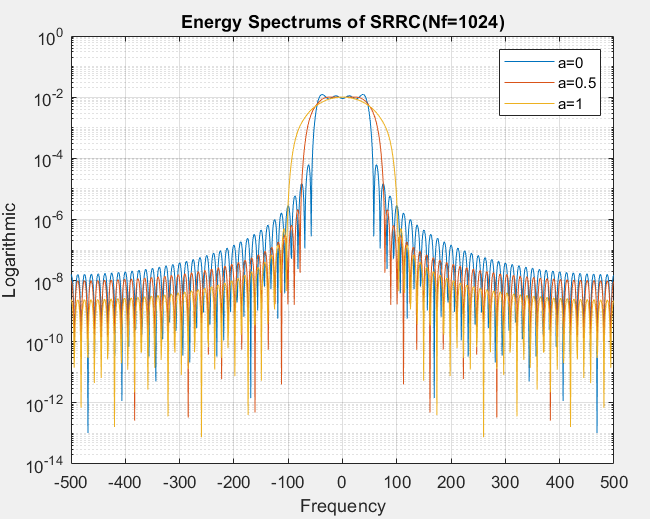 Energy Spectrums of SRRC(Nf=1024)
a=0
a=0.5
a=1
Logarithmic
10^0
10^-2
10^-4
10^-6
10^-8
10^-10
10^-12
10^-14
-500 -400 -300 -200 -100 0 100 200 300 400 500
Frequency